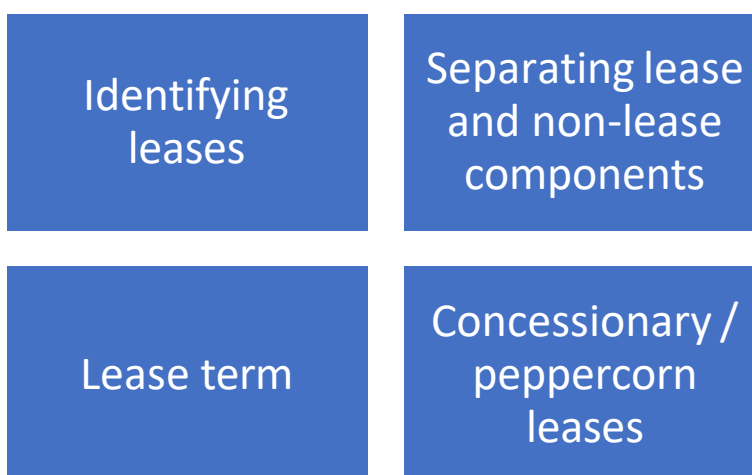 Identifying
leases
Separating lease
and non-lease
components
Lease term
Concessionary /
peppercorn
leases